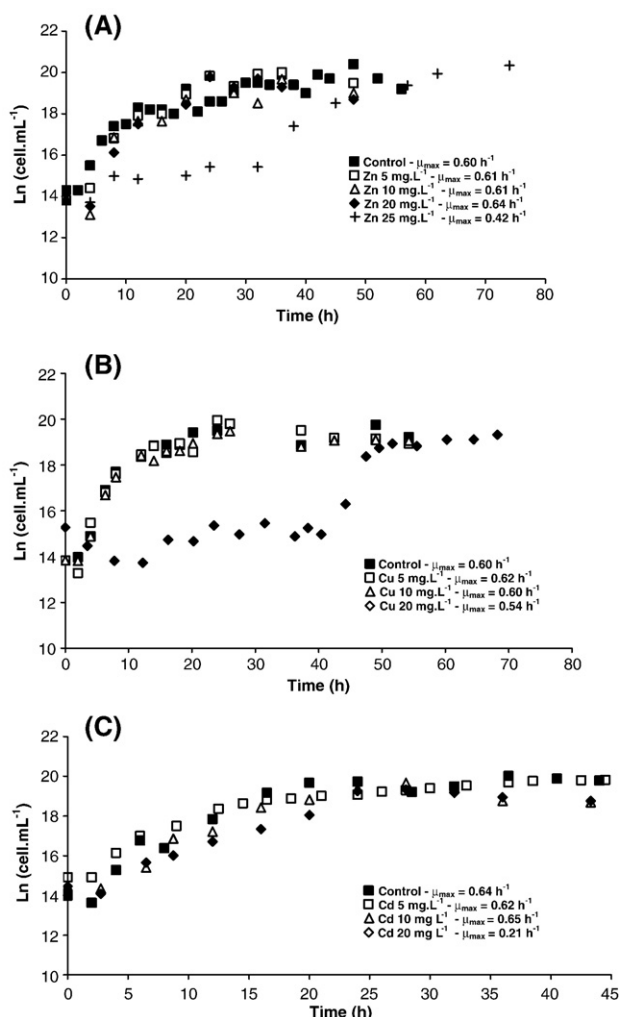 (A)
22
20
18
16
14
12
10
Ln (cell.mL⁻¹)
Control - μmax = 0.60 h⁻¹
Zn 5 mg.L⁻¹ - μmax = 0.61 h⁻¹
Zn 10 mg.L⁻¹ - μmax = 0.61 h⁻¹
Zn 20 mg.L⁻¹ - μmax = 0.64 h⁻¹
Zn 25 mg.L⁻¹ - μmax = 0.42 h⁻¹
0 10 20 30 40 50 60 70 80
Time (h)
(B)
22
20
18
16
14
12
10
Ln (cell.mL⁻¹)
Control - μmax = 0.60 h⁻¹
Cu 5 mg.L⁻¹ - μmax = 0.62 h⁻¹
Cu 10 mg.L⁻¹ - μmax = 0.60 h⁻¹
Cu 20 mg.L⁻¹ - μmax = 0.54 h⁻¹
0 10 20 30 40 50 60 70 80
Time (h)
(C)
22
20
18
16
14
12
10
Ln (cell.mL⁻¹)
Control - μmax = 0.64 h⁻¹
Cd 5 mg.L⁻¹ - μmax = 0.62 h⁻¹
Cd 10 mg L⁻¹ - μmax = 0.65 h⁻¹
Cd 20 mg L⁻¹ - μmax = 0.21 h⁻¹
0 5 10 15 20 25 30 35 40 45
Time (h)